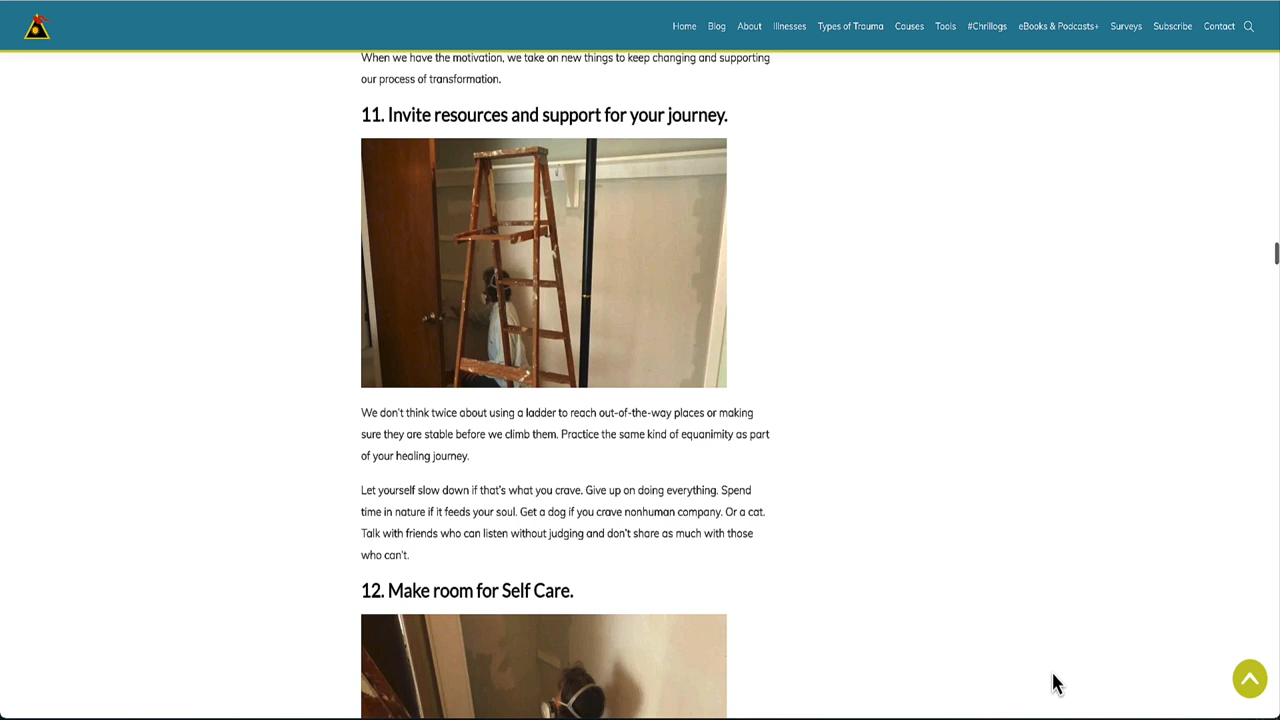 Home Blog About Illnesses Types of Trauma Causes Tools #Chrillogs eBooks & Podcasts+ Surveys Subscribe Contact
When we have the motivation, we take on new things to keep changing and supporting
our process of transformation.
11. Invite resources and support for your journey.
We don't think twice about using a ladder to reach out-of-the-way places or making
sure they are stable before we climb them. Practice the same kind of equanimity as part
of your healing journey.
Let yourself slow down if that's what you crave. Give up on doing everything. Spend
time in nature if it feeds your soul. Get a dog if you crave nonhuman company. Or a cat.
Talk with friends who can listen without judging and don't share as much with those
who can't.
12. Make room for Self Care.